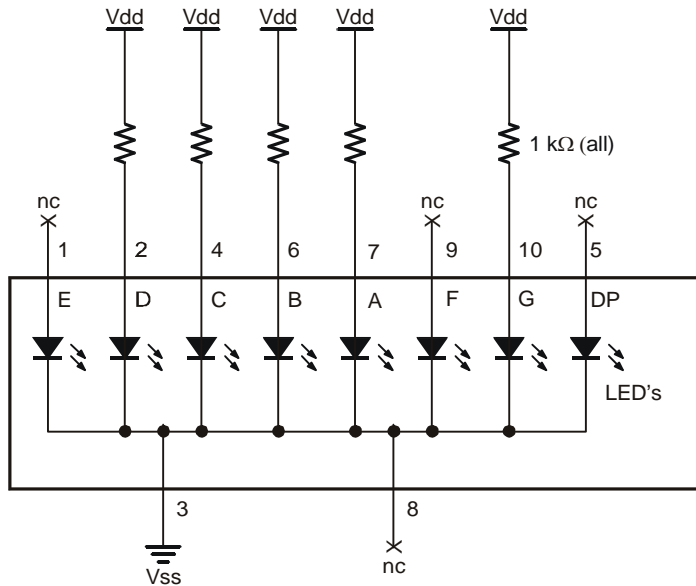 Vdd Vdd Vdd Vdd Vdd
1 kΩ (all)
nc nc nc
1 2 4 6 7 9 10 5
E D C B A F G DP
LED's
3 8
Vss nc